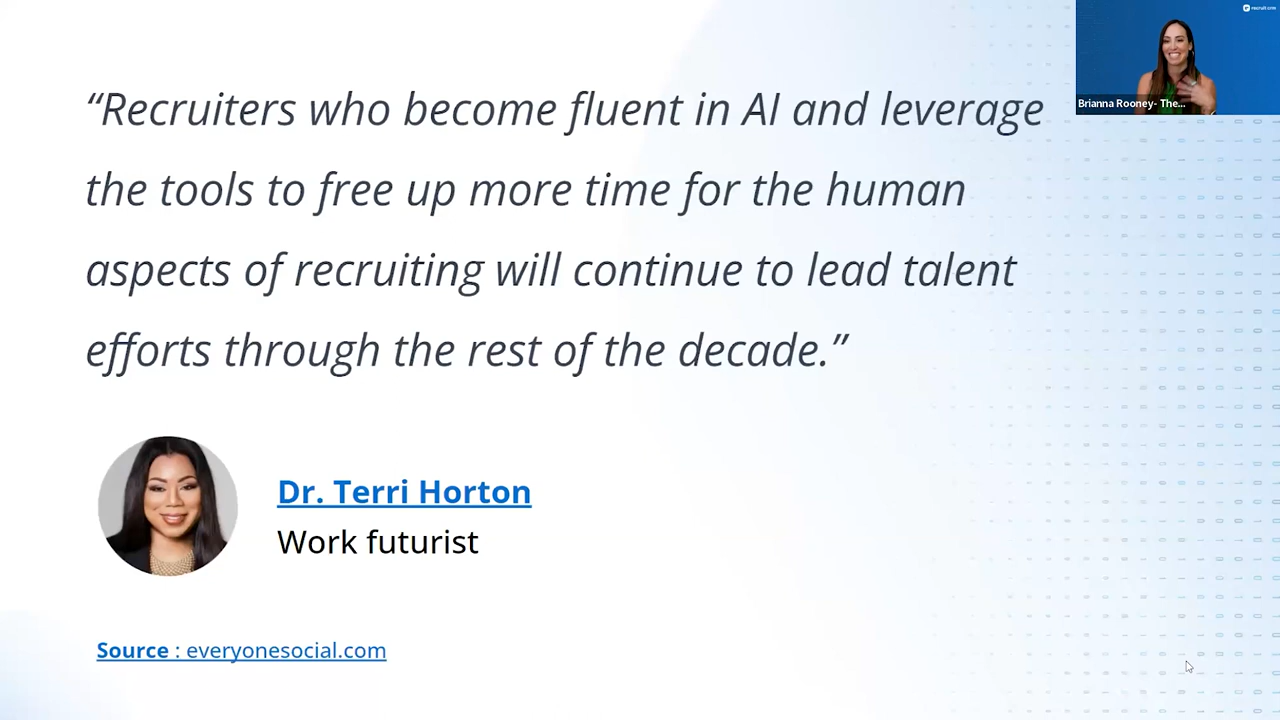 “Recruiters who become fluent in AI and leverage
the tools to free up more time for the human
aspects of recruiting will continue to lead talent
efforts through the rest of the decade.”
Dr. Terri Horton
Work futurist
Source : everyonesocial.com
recruit crm
Brianna Rooney- The...